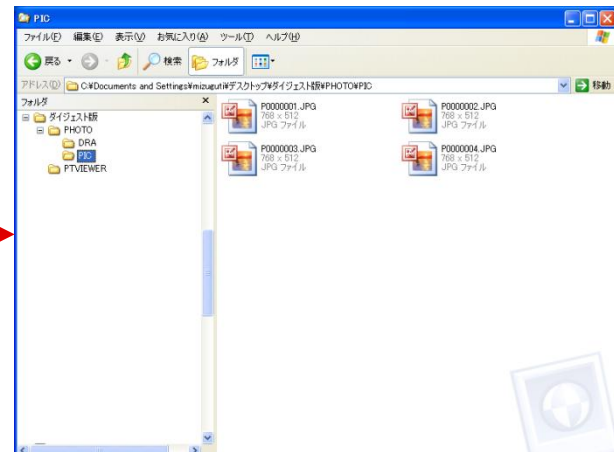 PIC
ファイル(F) 編集(E) 表示(V) お気に入り(A) ツール(T) ヘルプ(H)
戻る 検索 フォルダ
アドレス(D) C:¥Documents and Settings¥mizuguti¥デスクトップ¥ダイジェスト版¥PHOTO¥PIC 移動
フォルダ
ダイジェスト版
PHOTO
DRA
PIC
PTVIEWER
P0000001.JPG
768 x 512
JPG ファイル
P0000002.JPG
768 x 512
JPG ファイル
P0000003.JPG
768 x 512
JPG ファイル
P0000004.JPG
768 x 512
JPG ファイル